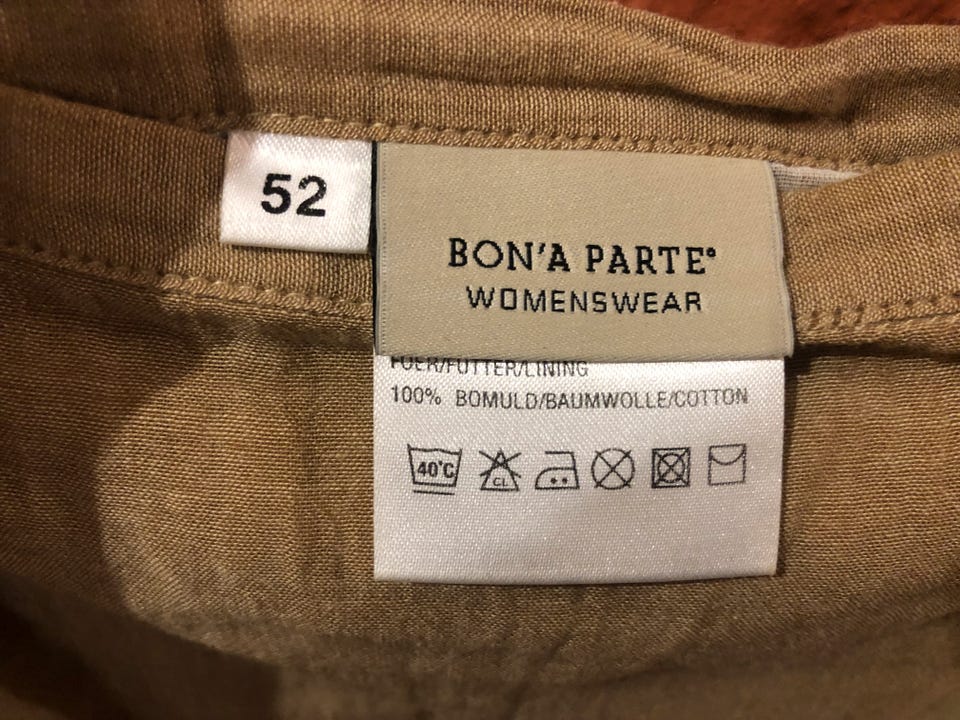 52
BON'A PARTE®
WOMENSWEAR
FOER/FUTTER/LINING
100% BOMULD/BAUMWOLLE/COTTON
40°C
CL